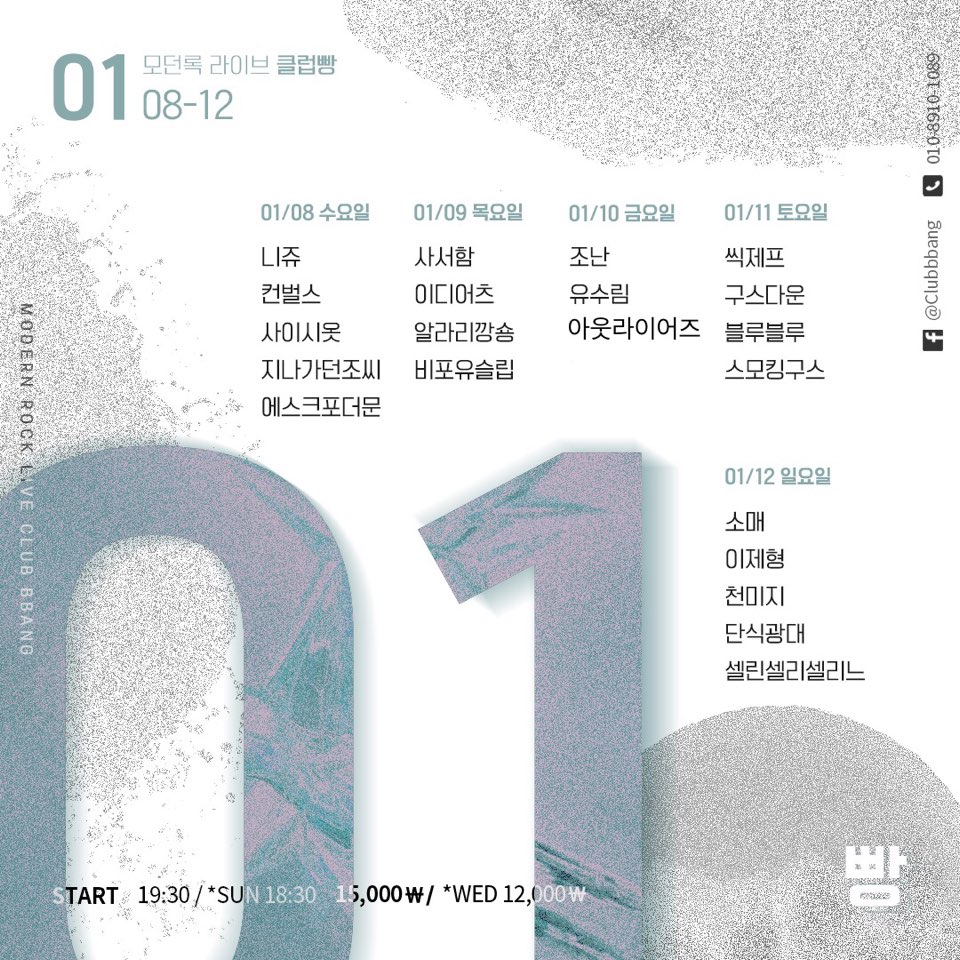 01 모던록 라이브 클럽빵
08-12
010-8910-1089
@Clubbbang
MODERN ROCK LIVE CLUB BBANG
01/08 수요일
니쥬
컨벌스
사이시옷
지나가던조씨
에스크포더문
01/09 목요일
사서함
이디어츠
알라리깡숑
비포유슬립
01/10 금요일
조난
유수림
아웃라이어즈
01/11 토요일
씩제프
구스다운
블루블루
스모킹구스
01/12 일요일
소매
이제형
천미지
단식광대
셀린셀리셀리느
01
START 19:30 / *SUN 18:30 15,000₩ / *WED 12,000₩
빵